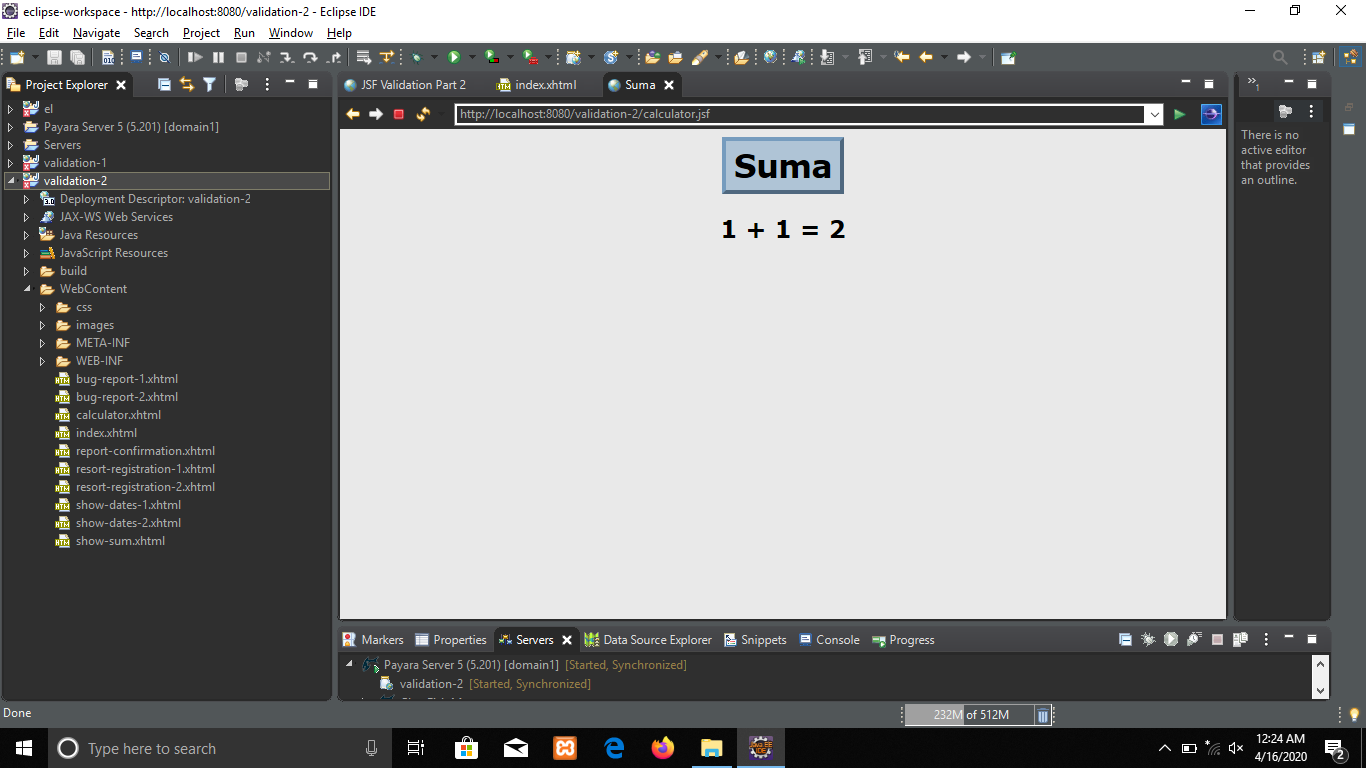 eclipse-workspace - http://localhost:8080/validation-2 - Eclipse IDE
File Edit Navigate Search Project Run Window Help
Project Explorer
el
Payara Server 5 (5.201) [domain1]
Servers
validation-1
validation-2
Deployment Descriptor: validation-2
JAX-WS Web Services
Java Resources
JavaScript Resources
build
WebContent
css
images
META-INF
WEB-INF
bug-report-1.xhtml
bug-report-2.xhtml
calculator.xhtml
index.xhtml
report-confirmation.xhtml
resort-registration-1.xhtml
resort-registration-2.xhtml
show-dates-1.xhtml
show-dates-2.xhtml
show-sum.xhtml
JSF Validation Part 2 index.xhtml Suma
http://localhost:8080/validation-2/calculator.jsf
Suma
1 + 1 = 2
1
There is no
active editor
that provides
an outline.
Markers Properties Servers Data Source Explorer Snippets Console Progress
Payara Server 5 (5.201) [domain1] [Started, Synchronized]
validation-2 [Started, Synchronized]
Done
232M of 512M
Type here to search
12:24 AM
4/16/2020
2